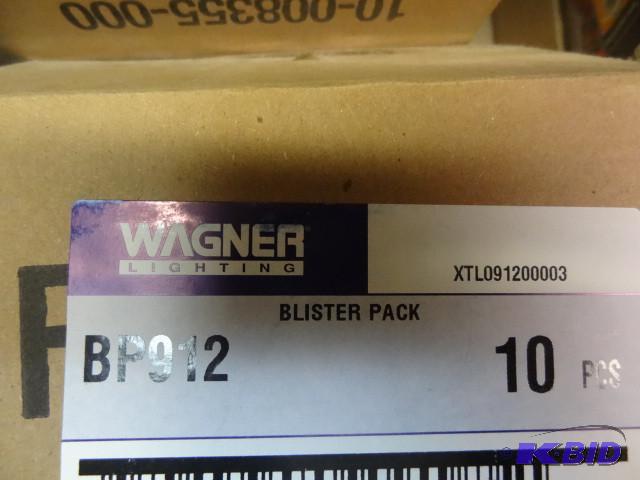 10-008355-000
WAGNER
LIGHTING
XTL091200003
BLISTER PACK
BP912
10 PCS
K-BID